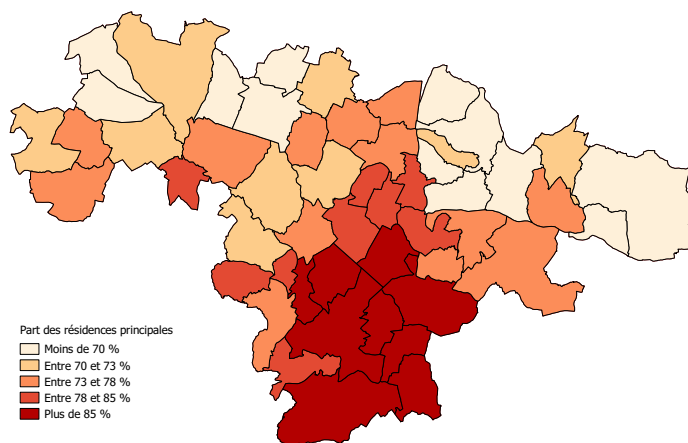 Part des résidences principales
Moins de 70 %
Entre 70 et 73 %
Entre 73 et 78 %
Entre 78 et 85 %
Plus de 85 %